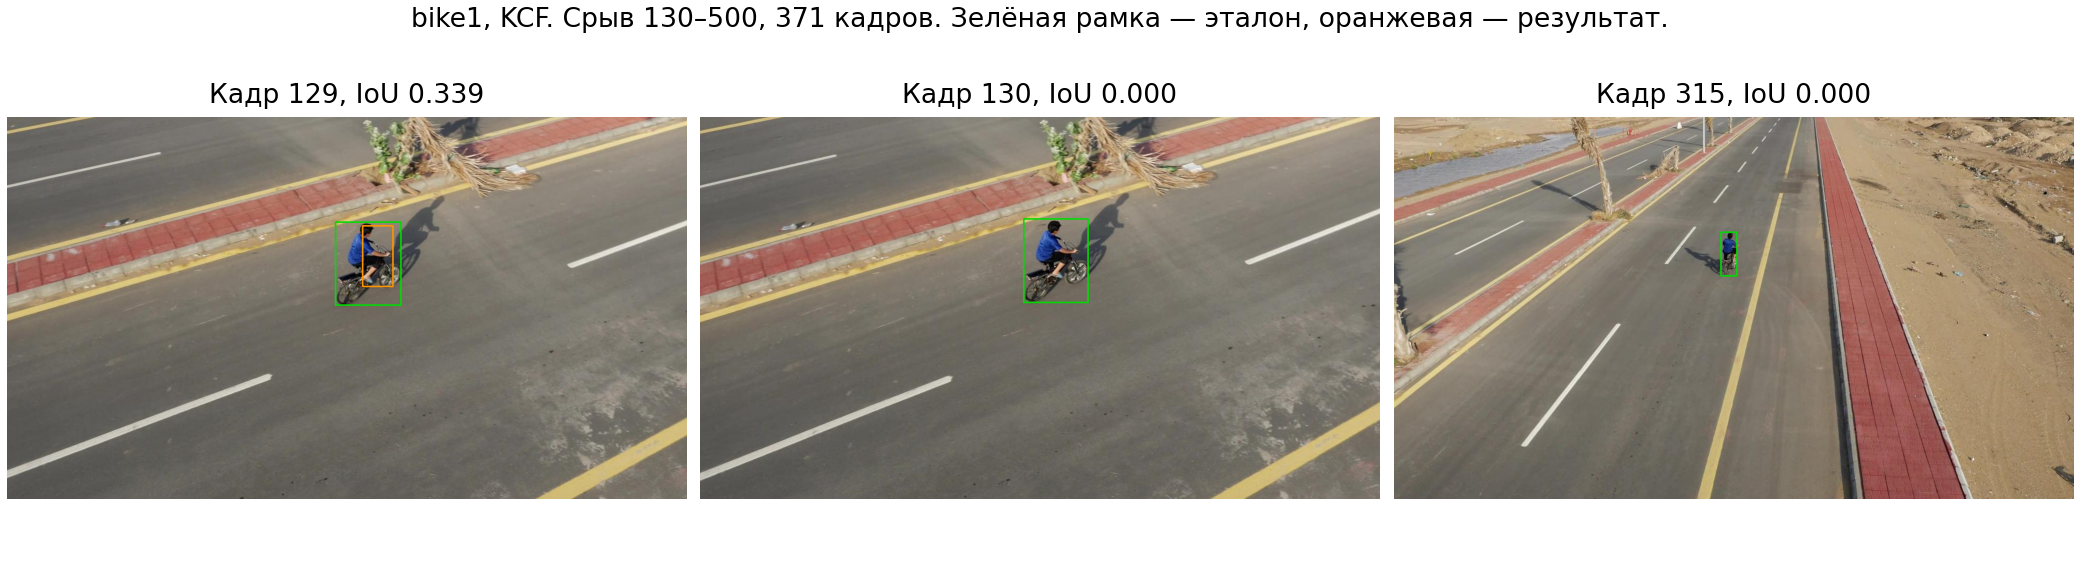 bike1, KCF. Срыв 130–500, 371 кадров. Зелёная рамка — эталон, оранжевая — результат.
Кадр 129, IoU 0.339
Кадр 130, IoU 0.000
Кадр 315, IoU 0.000